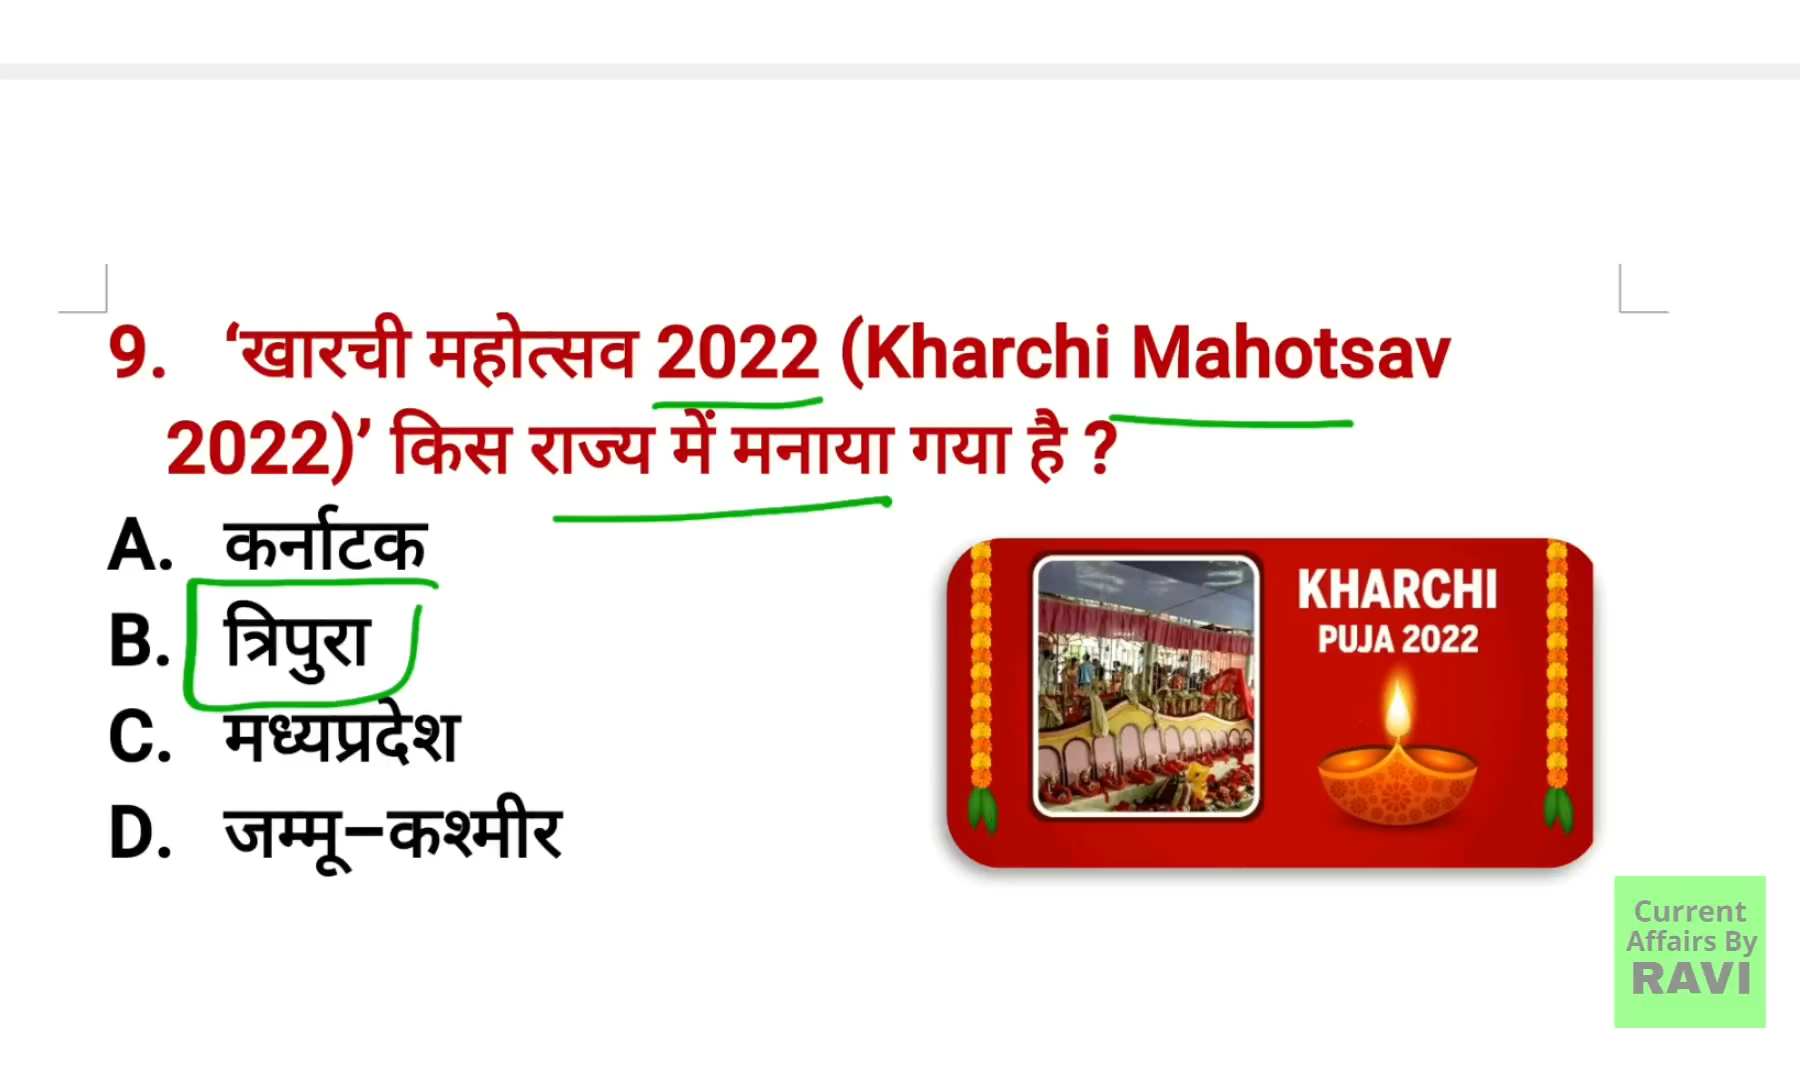 9. ‘खारची महोत्सव 2022 (Kharchi Mahotsav
2022)’ किस राज्य में मनाया गया है ?
A. कर्नाटक
B. त्रिपुरा
C. मध्यप्रदेश
D. जम्मू–कश्मीर
KHARCHI
PUJA 2022
Current
Affairs By
RAVI